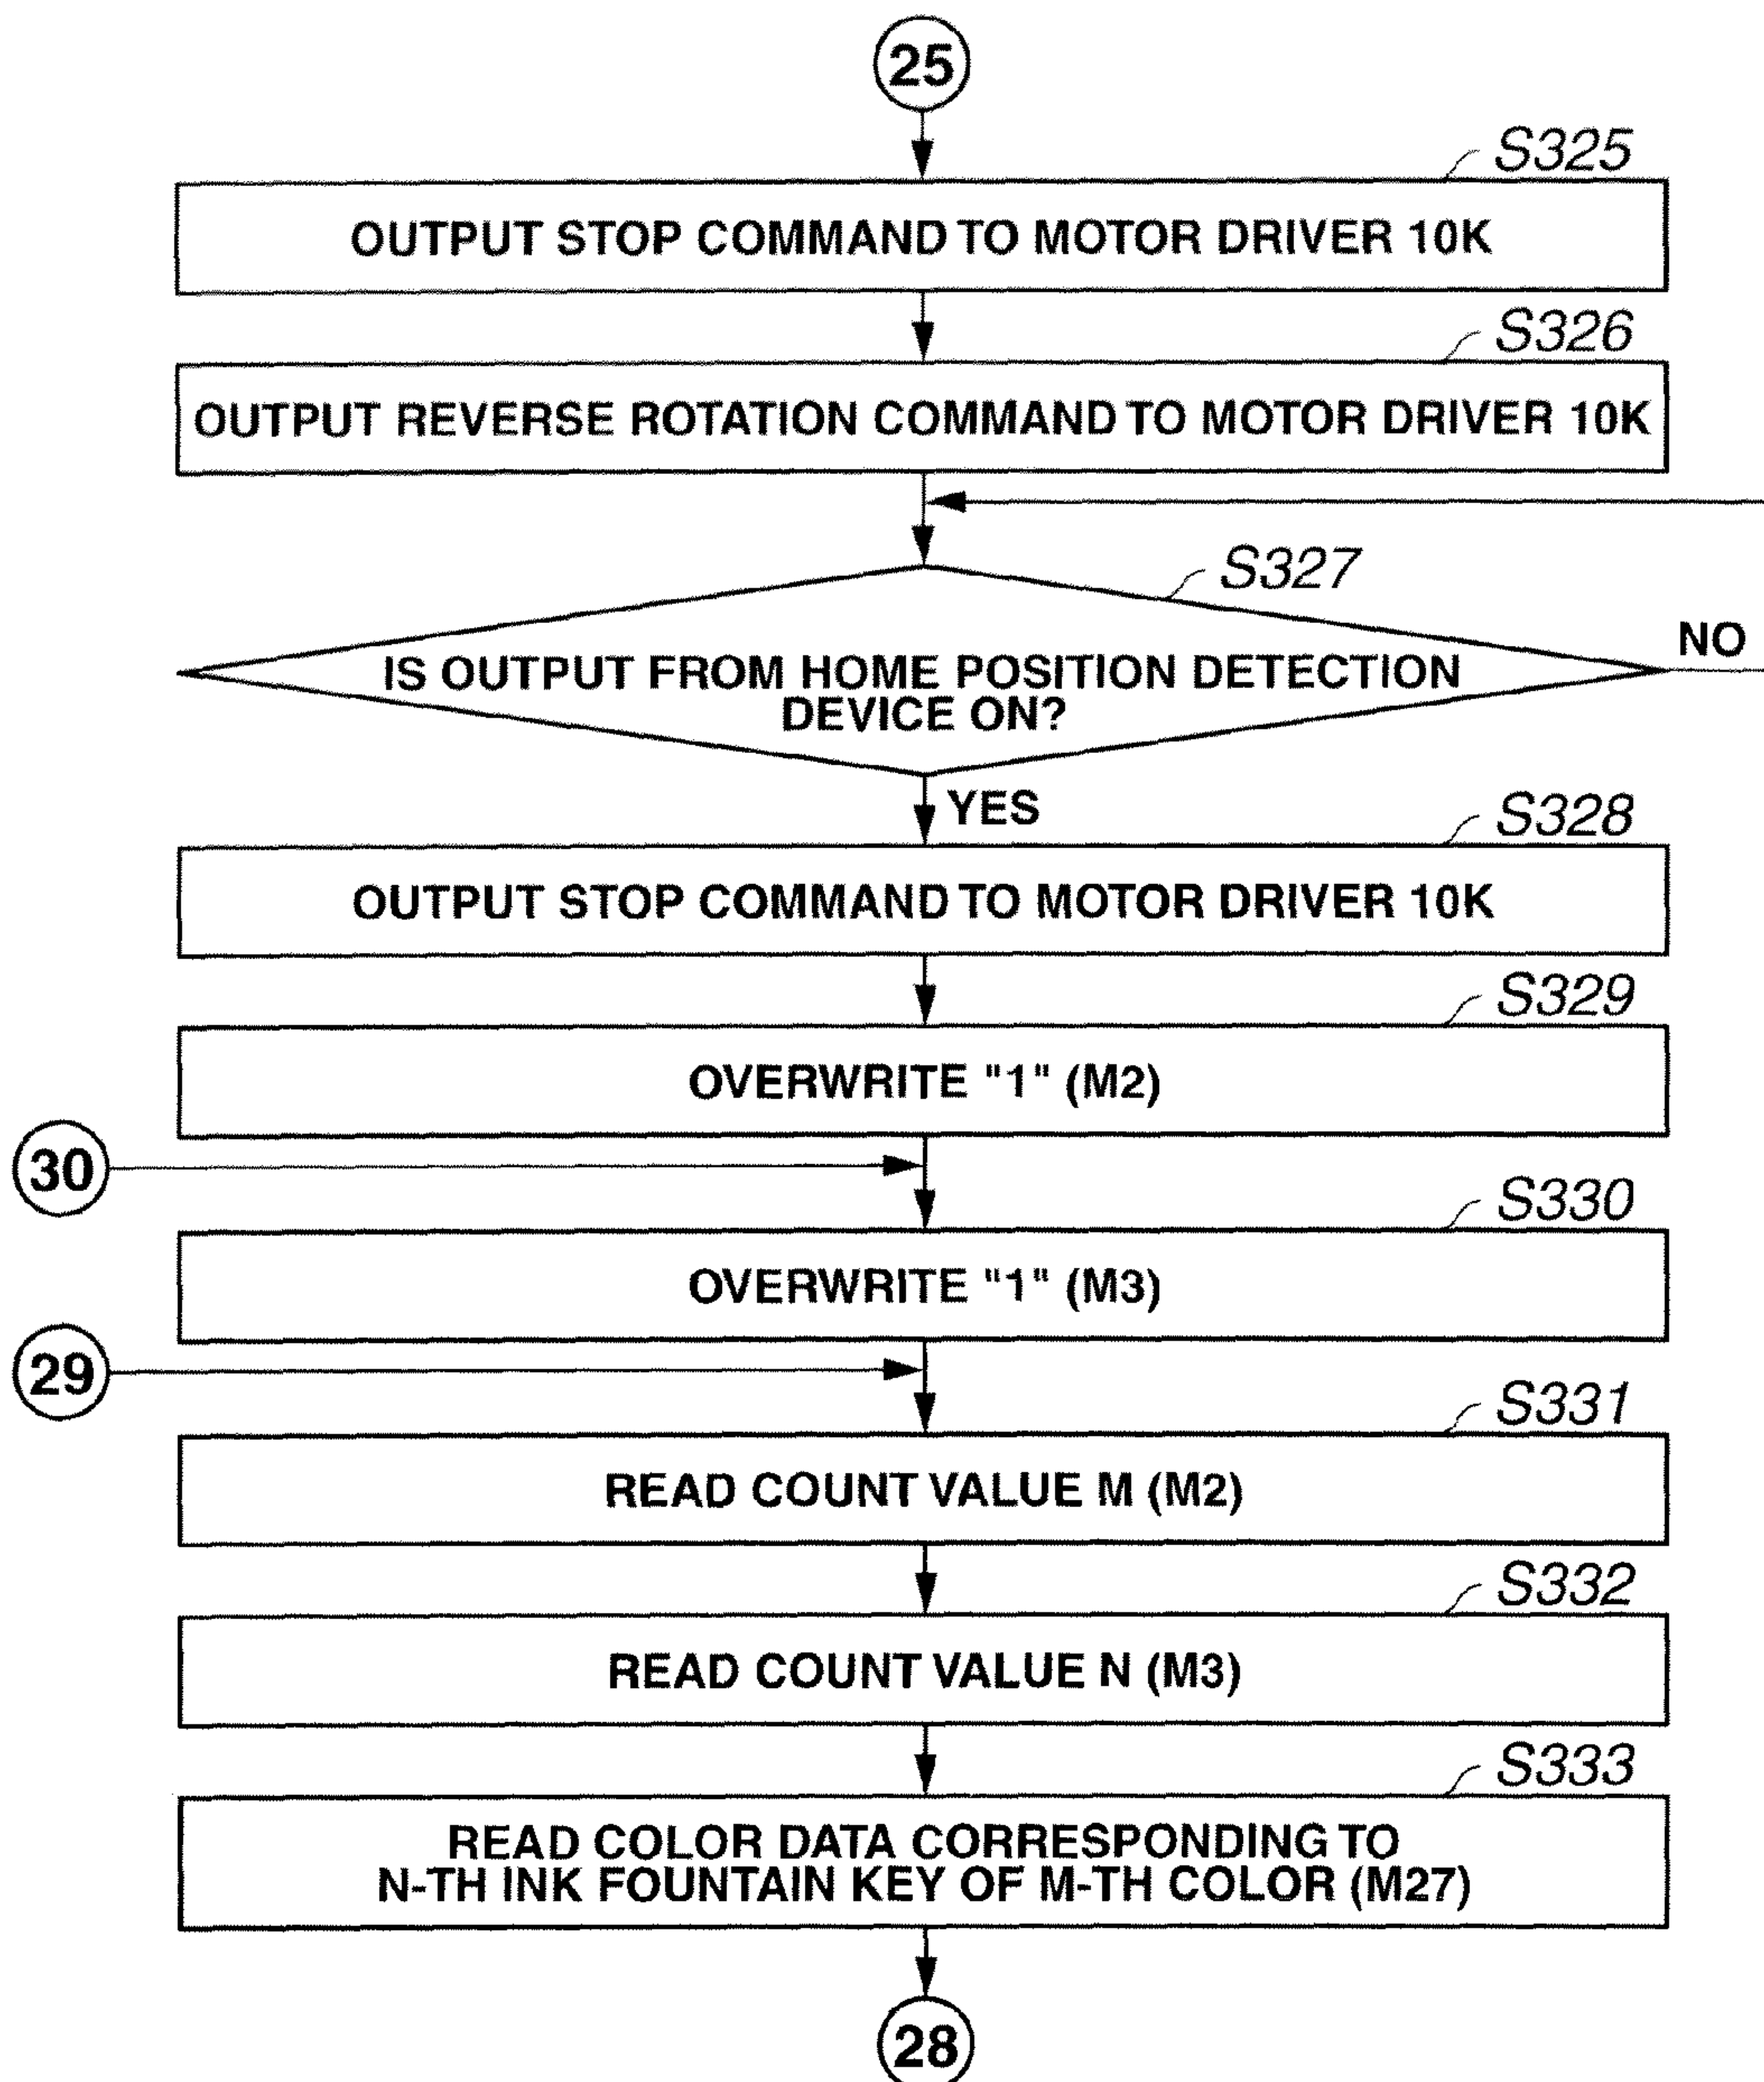 25
S325
OUTPUT STOP COMMAND TO MOTOR DRIVER 10K
S326
OUTPUT REVERSE ROTATION COMMAND TO MOTOR DRIVER 10K
S327
IS OUTPUT FROM HOME POSITION DETECTION
DEVICE ON?
NO
YES
S328
OUTPUT STOP COMMAND TO MOTOR DRIVER 10K
S329
OVERWRITE "1" (M2)
30
S330
OVERWRITE "1" (M3)
29
S331
READ COUNT VALUE M (M2)
S332
READ COUNT VALUE N (M3)
S333
READ COLOR DATA CORRESPONDING TO
N-TH INK FOUNTAIN KEY OF M-TH COLOR (M27)
28